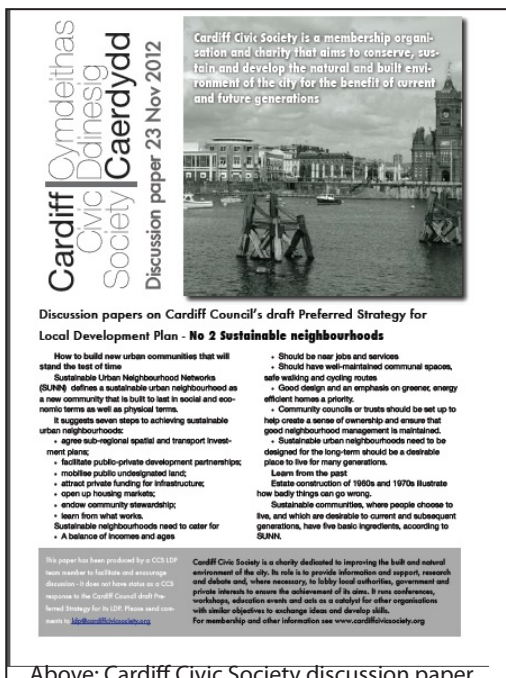 Cardiff
Civic
Society
Cymdeithas
Ddinesig
Caerdydd
Discussion paper 23 Nov 2012
Cardiff Civic Society is a membership organi-
sation and charity that aims to conserve, sus-
tain and develop the natural and built envi-
ronment of the city for the benefit of current
and future generations
Discussion papers on Cardiff Council's draft Preferred Strategy for
Local Development Plan - No 2 Sustainable neighbourhoods
How to build new urban communities that will
stand the test of time
Sustainable Urban Neighbourhood Networks
(SUNN) defines a sustainable urban neighbourhood as
a new community that is built to last in social and eco-
nomic terms as well as physical terms.
It suggests seven steps to achieving sustainable
urban neighbourhoods:
+ agree sub-regional spatial and transport invest-
ment plans;
+ facilitate public-private development partnerships;
+ mobilise public undesignated land;
+ attract private funding for infrastructure;
+ open up housing markets;
+ endow community stewardship;
+ learn from what works.
Sustainable neighbourhoods need to cater for
+ A balance of incomes and ages
+ Should be near jobs and services
+ Should have well-maintained communal spaces,
safe walking and cycling routes
+ Good design and an emphasis on greener, energy
efficient homes a priority.
+ Community councils or trusts should be set up to
help create a sense of ownership and ensure that
good neighbourhood management is maintained.
+ Sustainable urban neighbourhoods need to be
designed for the long-term should be a desirable
place to live for many generations.
Learn from the past
Estate construction of 1960s and 1970s illustrate
how badly things can go wrong.
Sustainable communities, where people choose to
live, and which are desirable to current and subsequent
generations, have five basic ingredients, according to
SUNN.
This paper has been produced by a CCS LDP
team member to facilitate and encourage
discussion - it does not have status as a CCS
response to the Cardiff Council draft Pre-
ferred Strategy for its LDP. Please send com-
ments to ldp@cardiffcivicsociety.org
Cardiff Civic Society is a charity dedicated to improving the built and natural
environment of the city. Its role is to provide information and support, research
and debate and, where necessary, to lobby local authorities, government and
private interests to ensure the achievement of its aims. It runs conferences,
workshops, education events and acts as a catalyst for other organisations
with similar objectives to exchange ideas and develop skills.
For membership and other information see www.cardiffcivicsociety.org
Above: Cardiff Civic Society discussion paper